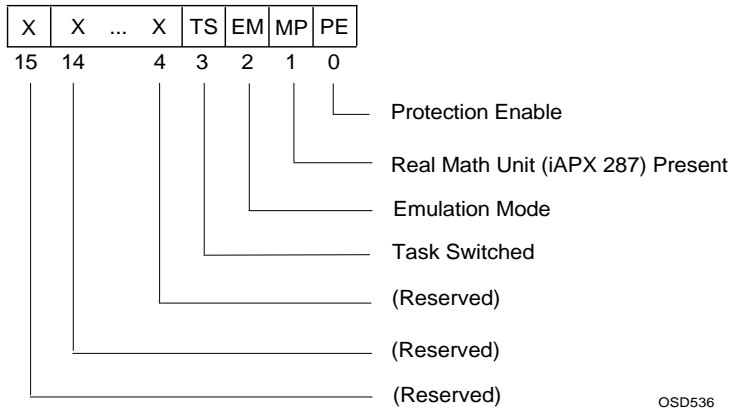 X X ... X TS EM MP PE
15 14 4 3 2 1 0
Protection Enable
Real Math Unit (iAPX 287) Present
Emulation Mode
Task Switched
(Reserved)
(Reserved)
(Reserved)
OSD536